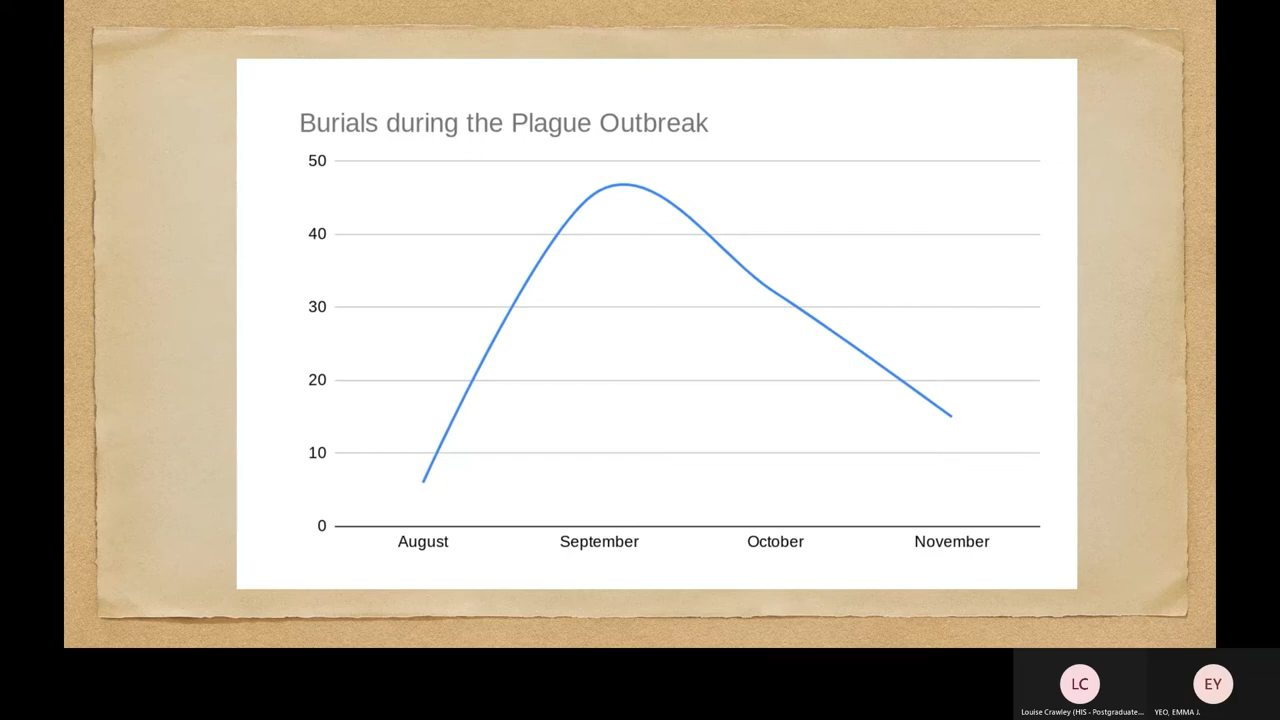 Burials during the Plague Outbreak
50
40
30
20
10
0
August September October November
LC EY
Louise Crawley (HIS - Postgraduate... YEO, EMMA J.